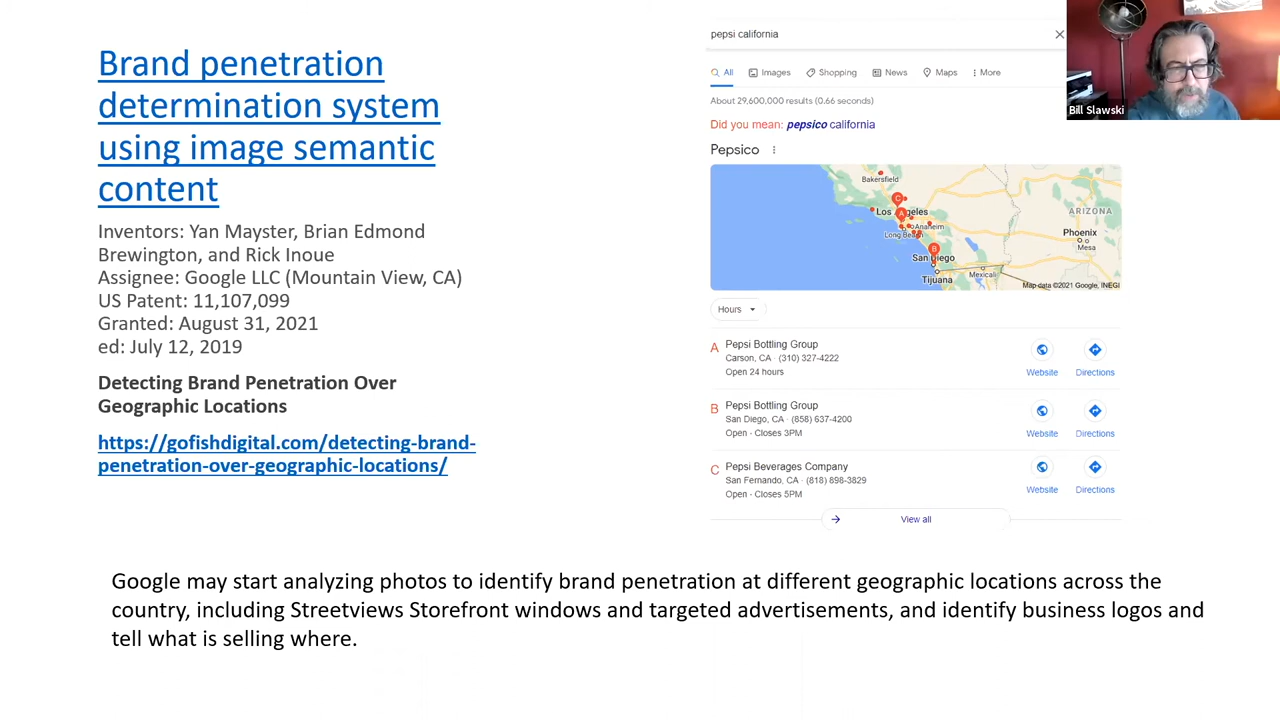 Brand penetration
determination system
using image semantic
content
Inventors: Yan Mayster, Brian Edmond
Brewington, and Rick Inoue
Assignee: Google LLC (Mountain View, CA)
US Patent: 11,107,099
Granted: August 31, 2021
ed: July 12, 2019
Detecting Brand Penetration Over
Geographic Locations
https://gofishdigital.com/detecting-brand-
penetration-over-geographic-locations/
pepsi california
All Images Shopping News Maps More
About 29,600,000 results (0.66 seconds)
Did you mean: pepsico california
Pepsico
Bakersfield
C
Los Angeles
A
Anaheim
Long Beach
B
San Diego
Tijuana
Mexicali
ARIZONA
Phoenix
Mesa
Map data ©2021 Google, INEGI
Hours
A Pepsi Bottling Group
Carson, CA · (310) 327-4222
Open 24 hours
Website Directions
B Pepsi Bottling Group
San Diego, CA · (858) 637-4200
Open - Closes 3PM
Website Directions
C Pepsi Beverages Company
San Fernando, CA · (818) 898-3829
Open - Closes 5PM
Website Directions
View all
Bill Slawski
Google may start analyzing photos to identify brand penetration at different geographic locations across the
country, including Streetviews Storefront windows and targeted advertisements, and identify business logos and
tell what is selling where.